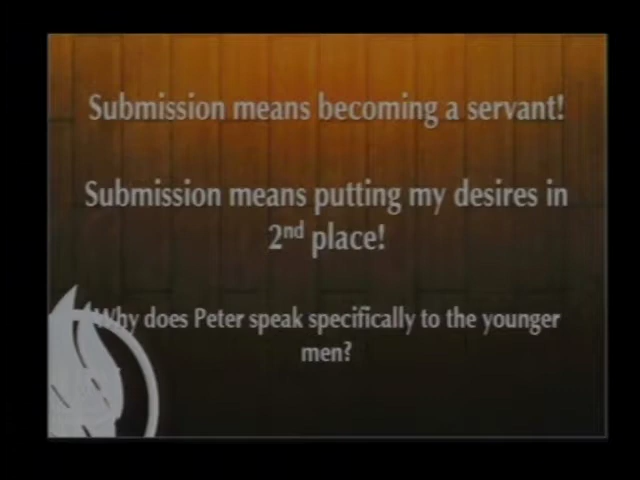 Submission means becoming a servant!
Submission means putting my desires in
2nd place!
Why does Peter speak specifically to the younger
men?